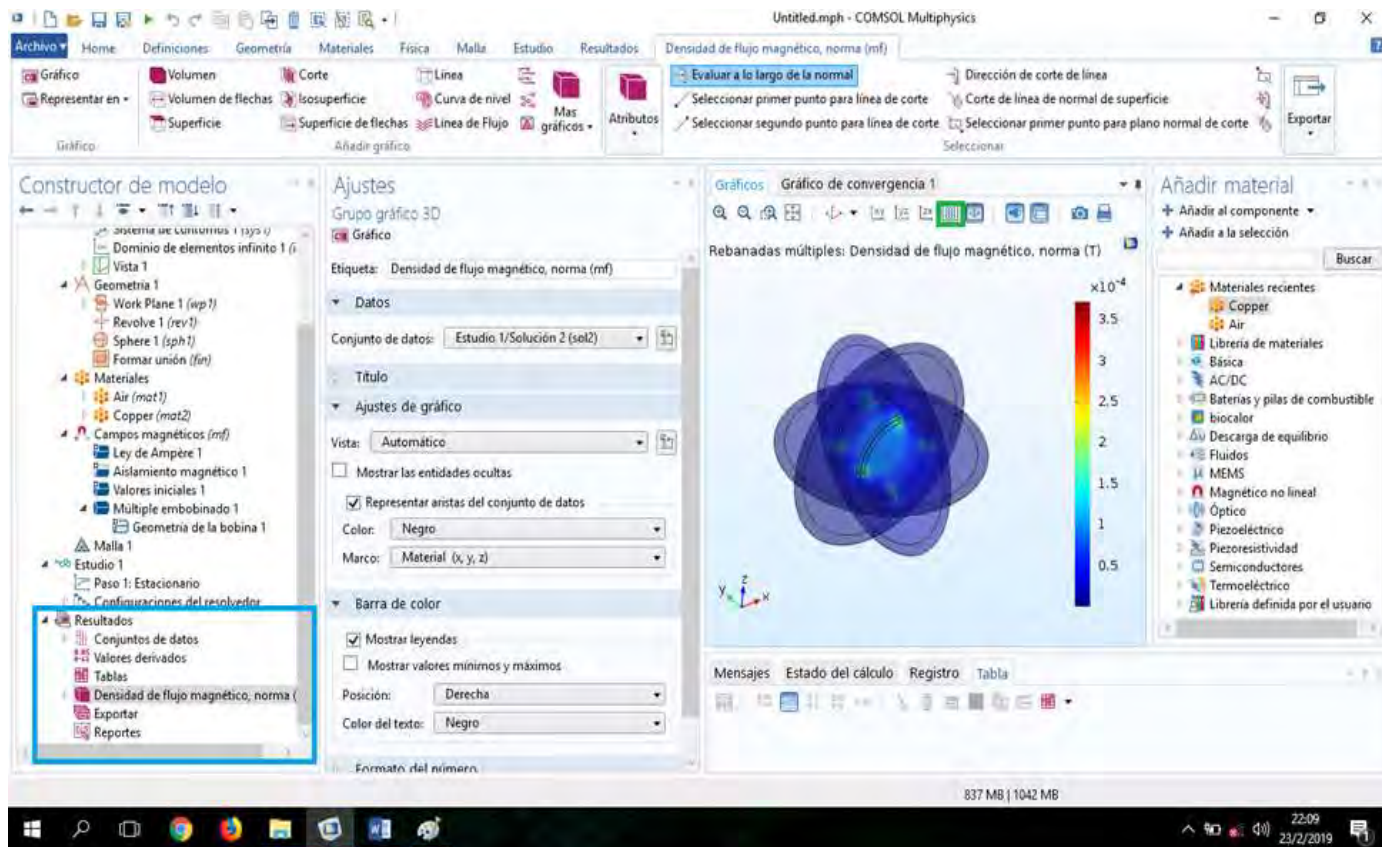 Untitled.mph - COMSOL Multiphysics
Archivo Home Definiciones Geometría Materiales Física Malla Estudio Resultados Densidad de flujo magnético, norma (mf)
Gráfico
Representar en
Gráfico
Volumen
Volumen de flechas
Superficie
Corte
Isosuperficie
Superficie de flechas
Linea
Curva de nivel
Linea de Flujo
Mas gráficos
Añadir gráfico
Atributos
Evaluar a lo largo de la normal
Seleccionar primer punto para línea de corte
Seleccionar segundo punto para línea de corte
Dirección de corte de línea
Corte de línea de normal de superficie
Seleccionar primer punto para plano normal de corte
Seleccionar
Exportar
Constructor de modelo
Dominio de elementos infinito 1 (i
Vista 1
Geometría 1
Work Plane 1 (wp1)
Revolve 1 (rev1)
Sphere 1 (sph1)
Formar unión (fin)
Materiales
Air (mat1)
Copper (mat2)
Campos magnéticos (mf)
Ley de Ampère 1
Aislamiento magnético 1
Valores iniciales 1
Múltiple embobinado 1
Geometría de la bobina 1
Malla 1
Estudio 1
Paso 1: Estacionario
Configuraciones del resolvedor
Resultados
Conjuntos de datos
Valores derivados
Tablas
Densidad de flujo magnético, norma (
Exportar
Reportes
Ajustes
Grupo gráfico 3D
Gráfico
Etiqueta: Densidad de flujo magnético, norma (mf)
Datos
Conjunto de datos: Estudio 1/Solución 2 (sol2)
Título
Ajustes de gráfico
Vista: Automático
Mostrar las entidades ocultas
Representar aristas del conjunto de datos
Color: Negro
Marco: Material (x, y, z)
Barra de color
Mostrar leyendas
Mostrar valores mínimos y máximos
Posición: Derecha
Color del texto: Negro
Formato del número
Gráficos Gráfico de convergencia 1
Rebanadas múltiples: Densidad de flujo magnético, norma (T)
×10⁻⁴
3.5
3
2.5
2
1.5
1
0.5
z
y x
Mensajes Estado del cálculo Registro Tabla
Añadir material
Añadir al componente
Añadir a la selección
Buscar
Materiales recientes
Copper
Air
Librería de materiales
Básica
AC/DC
Baterías y pilas de combustible
biocalor
Descarga de equilibrio
Fluidos
MEMS
Magnético no lineal
Óptico
Piezoeléctrico
Piezoresistividad
Semiconductores
Termoeléctrico
Librería definida por el usuario
837 MB | 1042 MB
22:09
23/2/2019